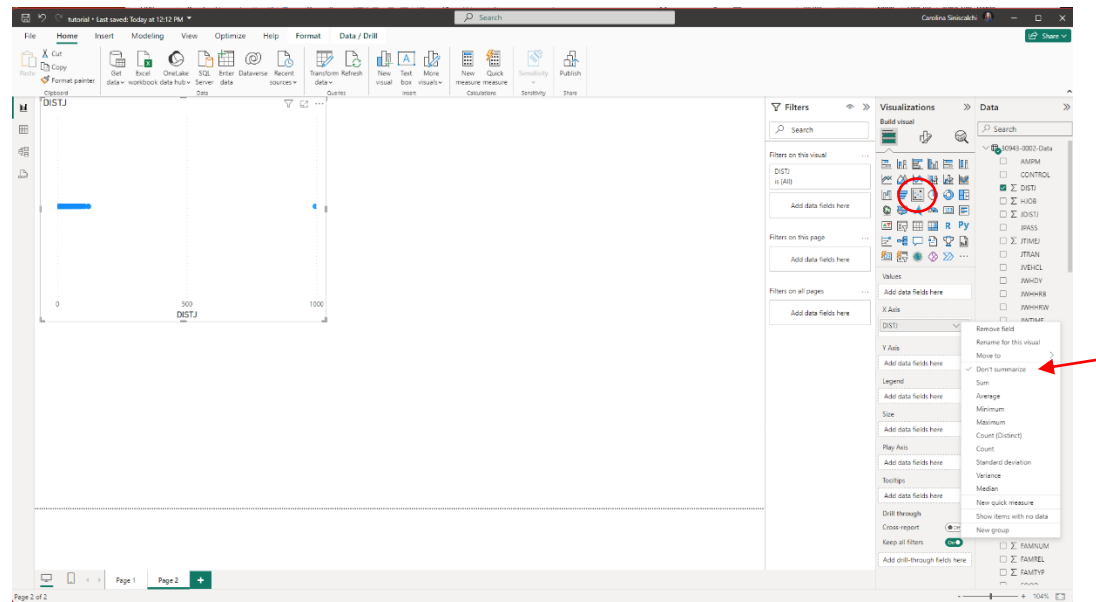 tutorial • Last saved: Today at 12:12 PM
Search
Carolina Siniscalchi
File Home Insert Modeling View Optimize Help Format Data / Drill
Share
Paste
Cut
Copy
Format painter
Get data
Excel workbook
OneLake data hub
SQL Server
Enter data
Dataverse
Recent sources
Transform data
Refresh
New visual
Text box
More visuals
New measure
Quick measure
Sensitivity
Publish
Clipboard
Data
Queries
Insert
Calculations
Sensitivity
Share
DISTJ
0 500 1000
DISTJ
Filters
Search
Filters on this visual
DISTJ
is (All)
Add data fields here
Filters on this page
Add data fields here
Filters on all pages
Add data fields here
Visualizations
Build visual
R Py
Values
Add data fields here
X Axis
DISTJ
Y Axis
Add data fields here
Legend
Add data fields here
Size
Add data fields here
Play Axis
Add data fields here
Tooltips
Add data fields here
Drill through
Cross-report
Keep all filters
On
Add drill-through fields here
Remove field
Rename for this visual
Move to
Don't summarize
Sum
Average
Minimum
Maximum
Count (Distinct)
Count
Standard deviation
Variance
Median
New quick measure
Show items with no data
New group
Data
Search
30943-0002-Data
AMPM
CONTROL
DISTJ
HJOB
JDISTJ
JPASS
JTIMEJ
JTRAN
JVEHCL
JWHDY
JWHHRB
JWHHRW
FAMNUM
FAMREL
FAMTYP
Page 1
Page 2
Page 2 of 2
104%